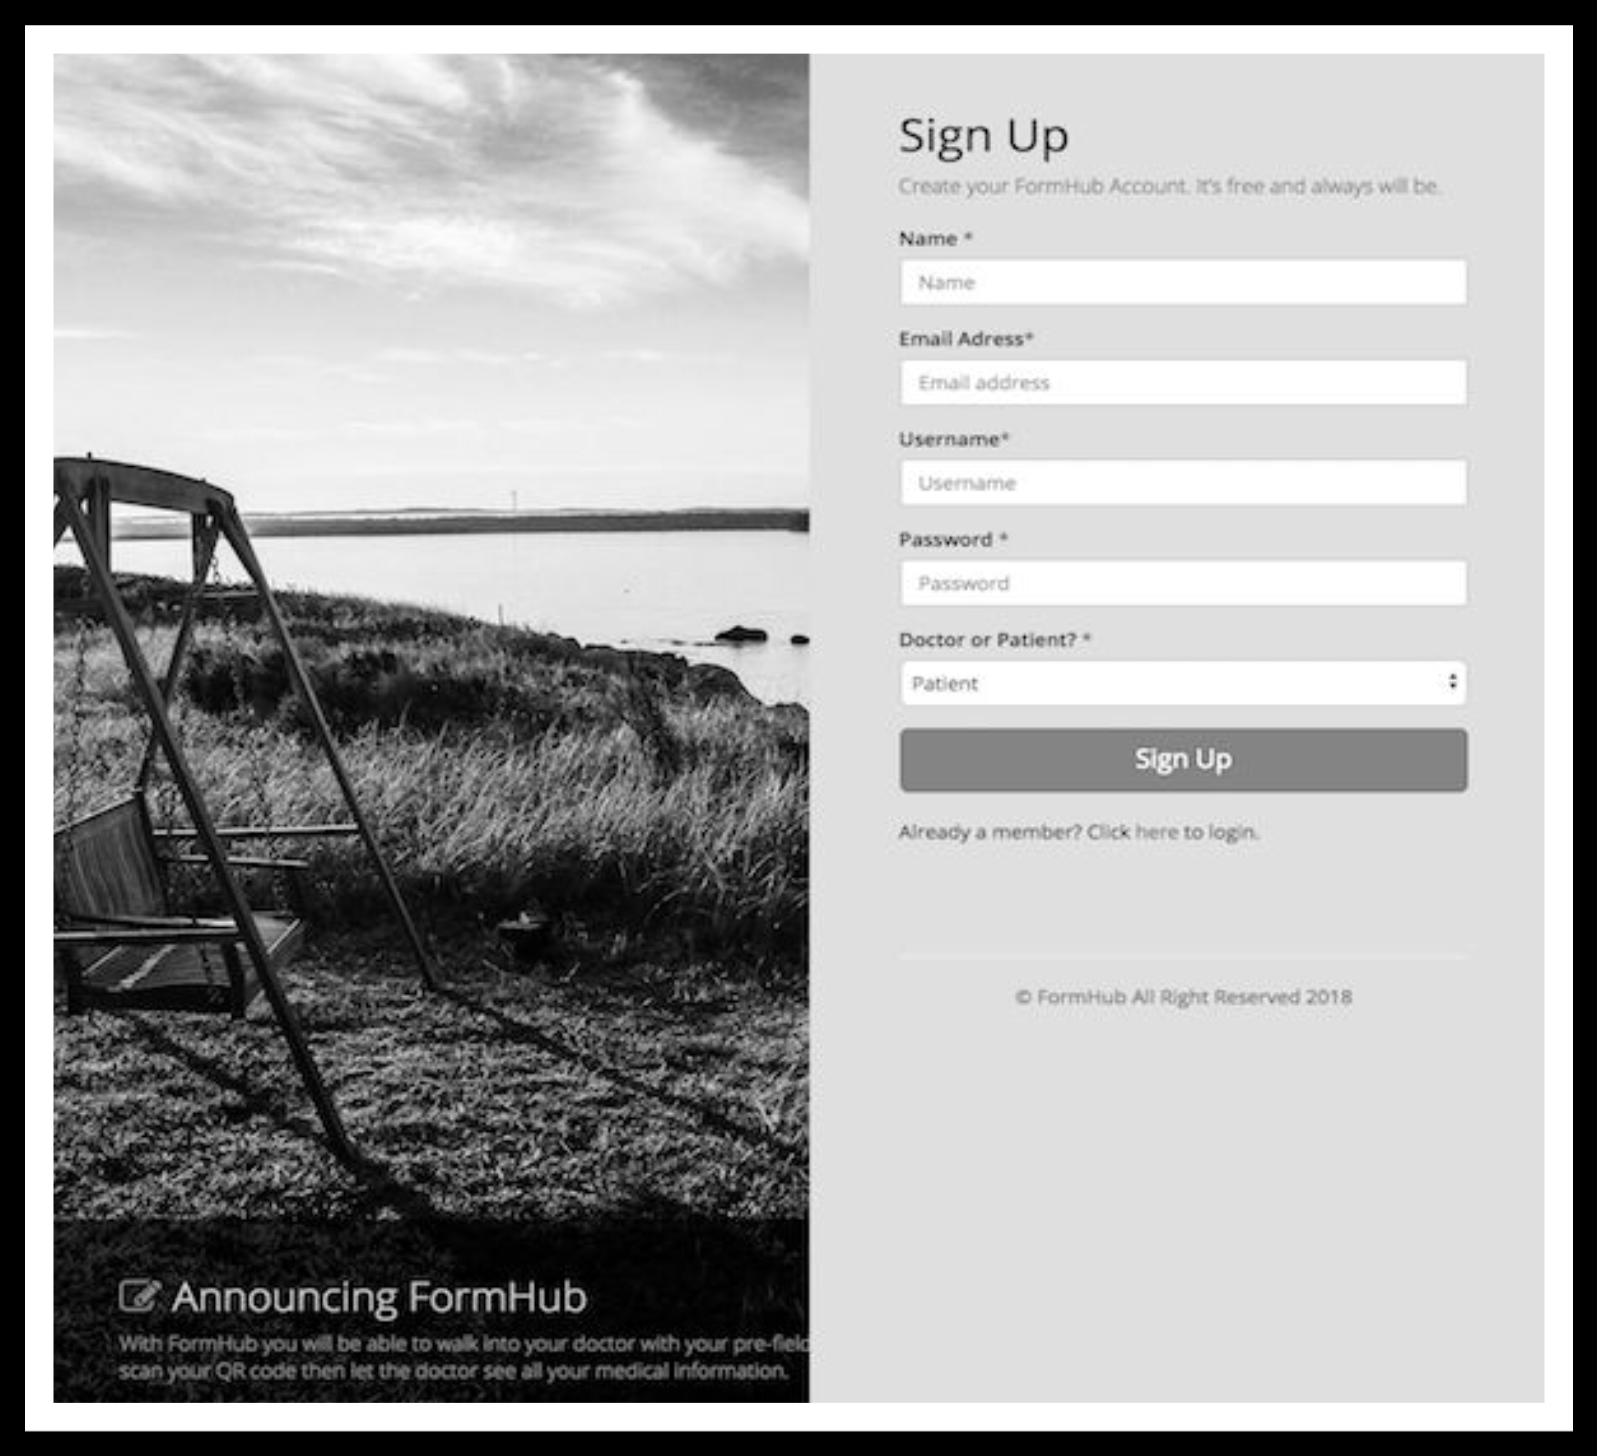 Sign Up
Create your FormHub Account. It's free and always will be.
Name *
Name
Email Adress*
Email address
Username*
Username
Password *
Password
Doctor or Patient? *
Patient
Sign Up
Already a member? Click here to login.
© FormHub All Right Reserved 2018
Announcing FormHub
With FormHub you will be able to walk into your doctor with your pre-field
scan your QR code then let the doctor see all your medical information.